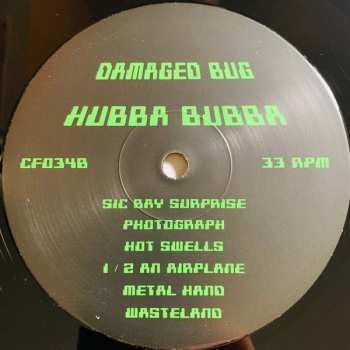 DAMAGED BUG
HUBBA BUBBA
CF034B 33 RPM
SIC BAY SURPRISE
PHOTOGRAPH
HOT SWELLS
1 / 2 AN AIRPLANE
METAL HAND
WASTELAND